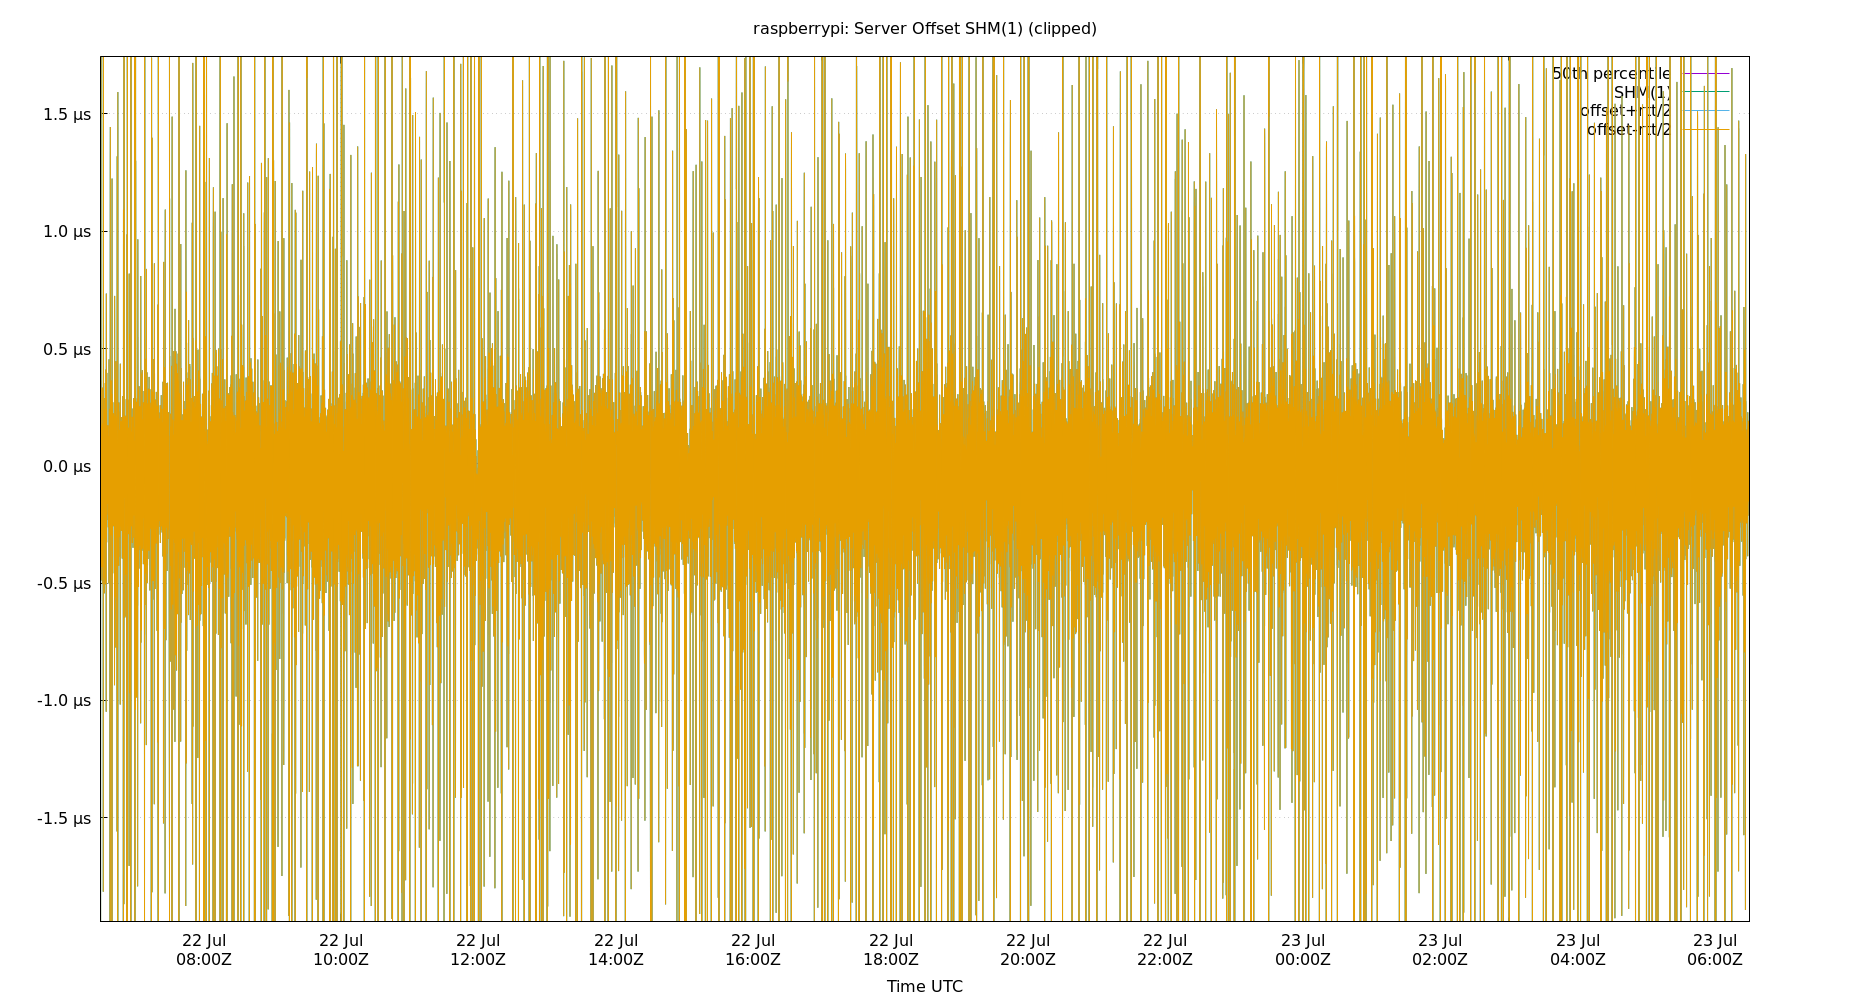 raspberrypi: Server Offset SHM(1) (clipped)
50th percentile
SHM(1)
offset+rtt/2
offset-rtt/2
1.5 µs
1.0 µs
0.5 µs
0.0 µs
-0.5 µs
-1.0 µs
-1.5 µs
22 Jul 22 Jul 22 Jul 22 Jul 22 Jul 22 Jul 22 Jul 22 Jul 23 Jul 23 Jul 23 Jul 23 Jul
08:00Z 10:00Z 12:00Z 14:00Z 16:00Z 18:00Z 20:00Z 22:00Z 00:00Z 02:00Z 04:00Z 06:00Z
Time UTC